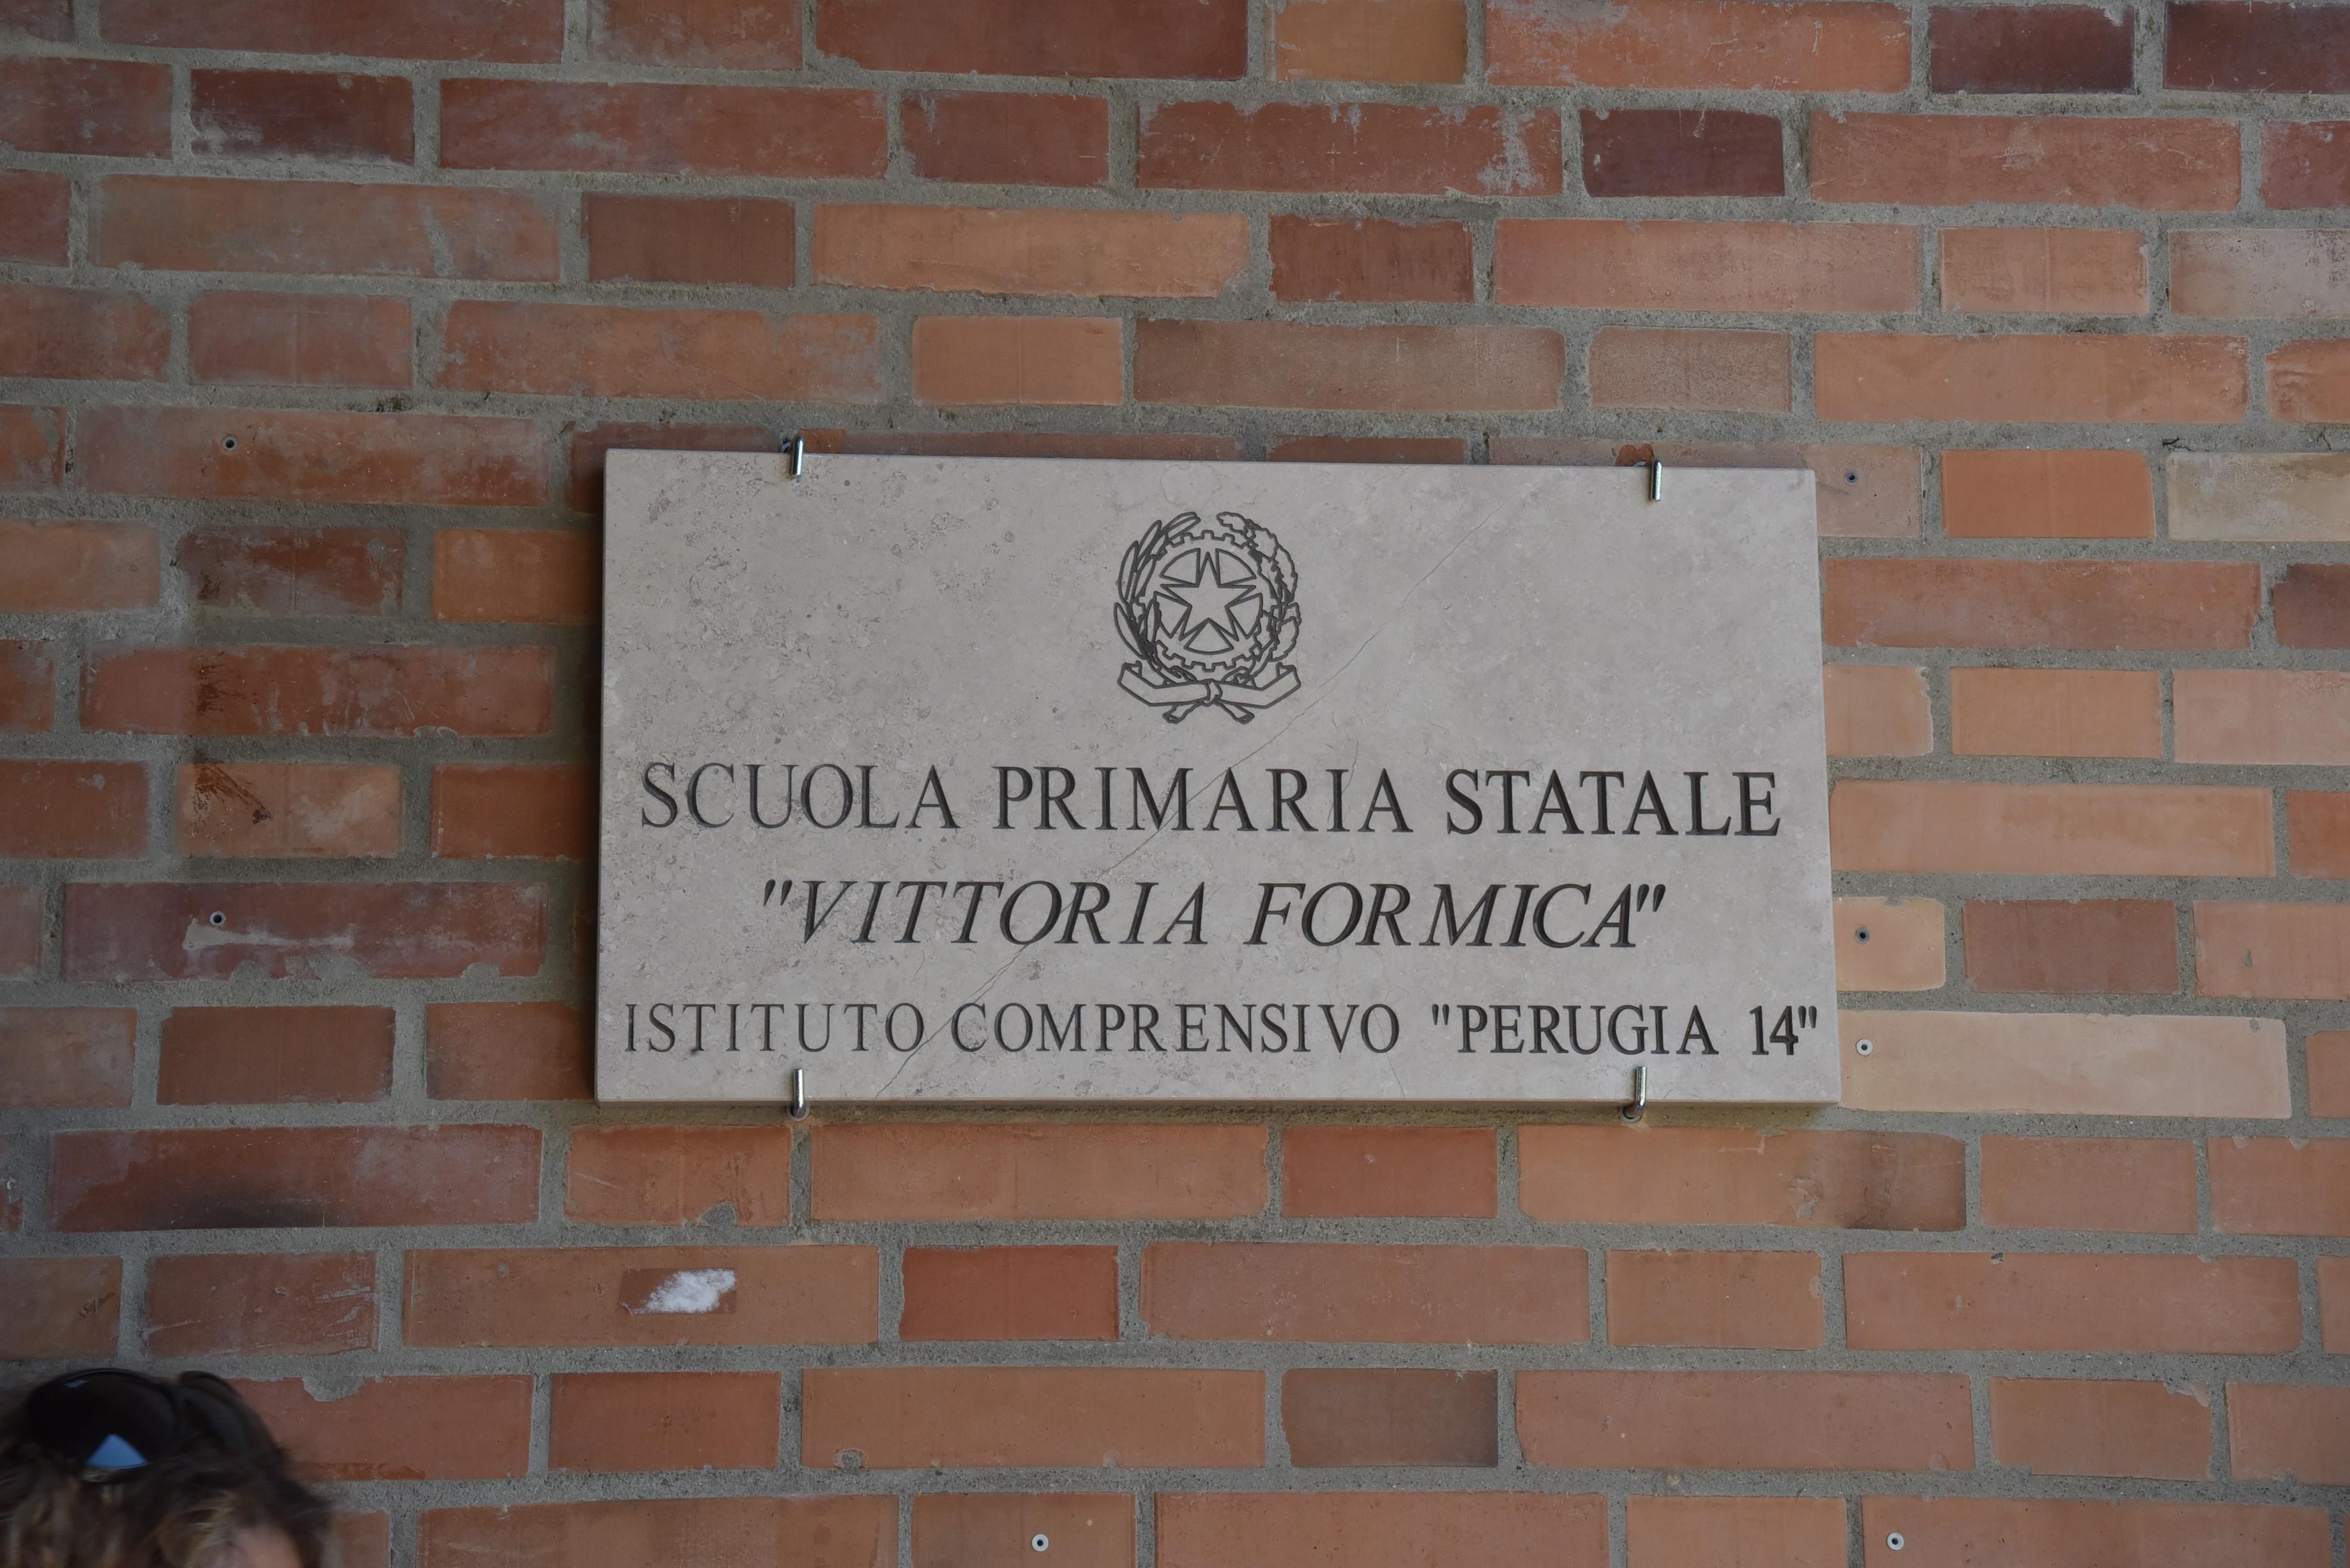 SCUOLA PRIMARIA STATALE
"VITTORIA FORMICA"
ISTITUTO COMPRENSIVO "PERUGIA 14"